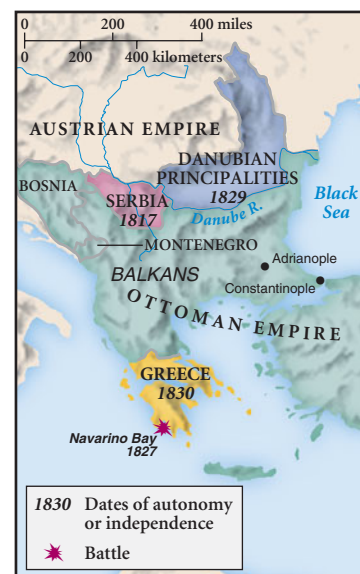 0 200 400 miles
0 200 400 kilometers
AUSTRIAN EMPIRE
DANUBIAN
PRINCIPALITIES
1829
BOSNIA
SERBIA
1817
Danube R.
Black
Sea
MONTENEGRO
Adrianople
BALKANS
Constantinople
OTTOMAN EMPIRE
GREECE
1830
Navarino Bay
1827
1830 Dates of autonomy
or independence
Battle